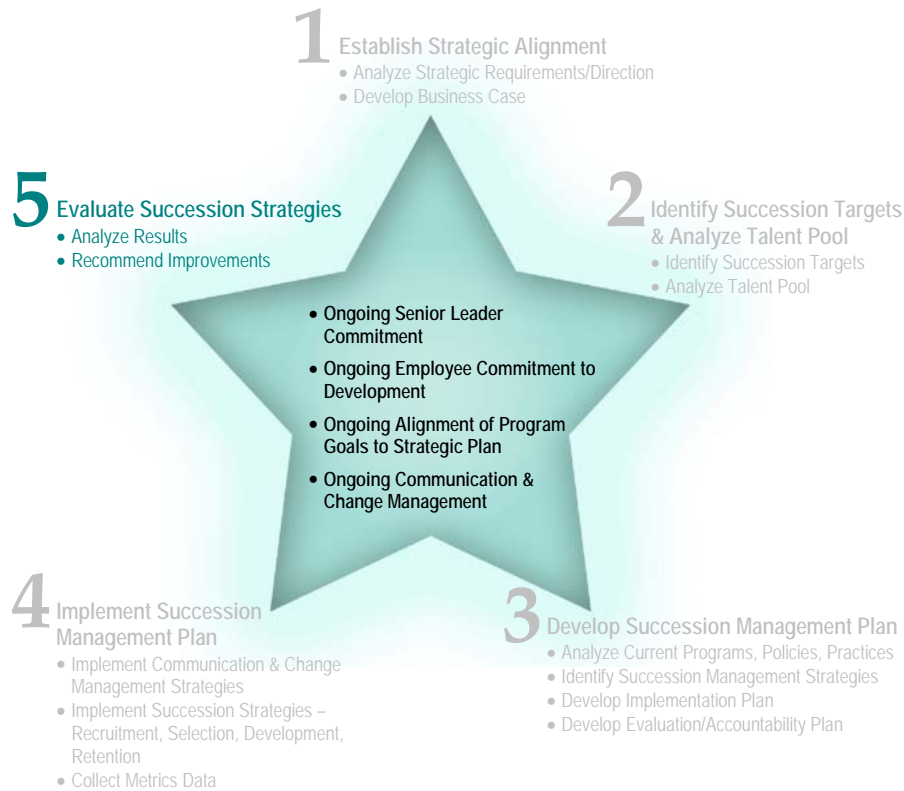 1 Establish Strategic Alignment
• Analyze Strategic Requirements/Direction
• Develop Business Case
2 Identify Succession Targets
& Analyze Talent Pool
• Identify Succession Targets
• Analyze Talent Pool
3 Develop Succession Management Plan
• Analyze Current Programs, Policies, Practices
• Identify Succession Management Strategies
• Develop Implementation Plan
• Develop Evaluation/Accountability Plan
4 Implement Succession
Management Plan
• Implement Communication & Change
Management Strategies
• Implement Succession Strategies –
Recruitment, Selection, Development,
Retention
• Collect Metrics Data
5 Evaluate Succession Strategies
• Analyze Results
• Recommend Improvements
• Ongoing Senior Leader
Commitment
• Ongoing Employee Commitment to
Development
• Ongoing Alignment of Program
Goals to Strategic Plan
• Ongoing Communication &
Change Management